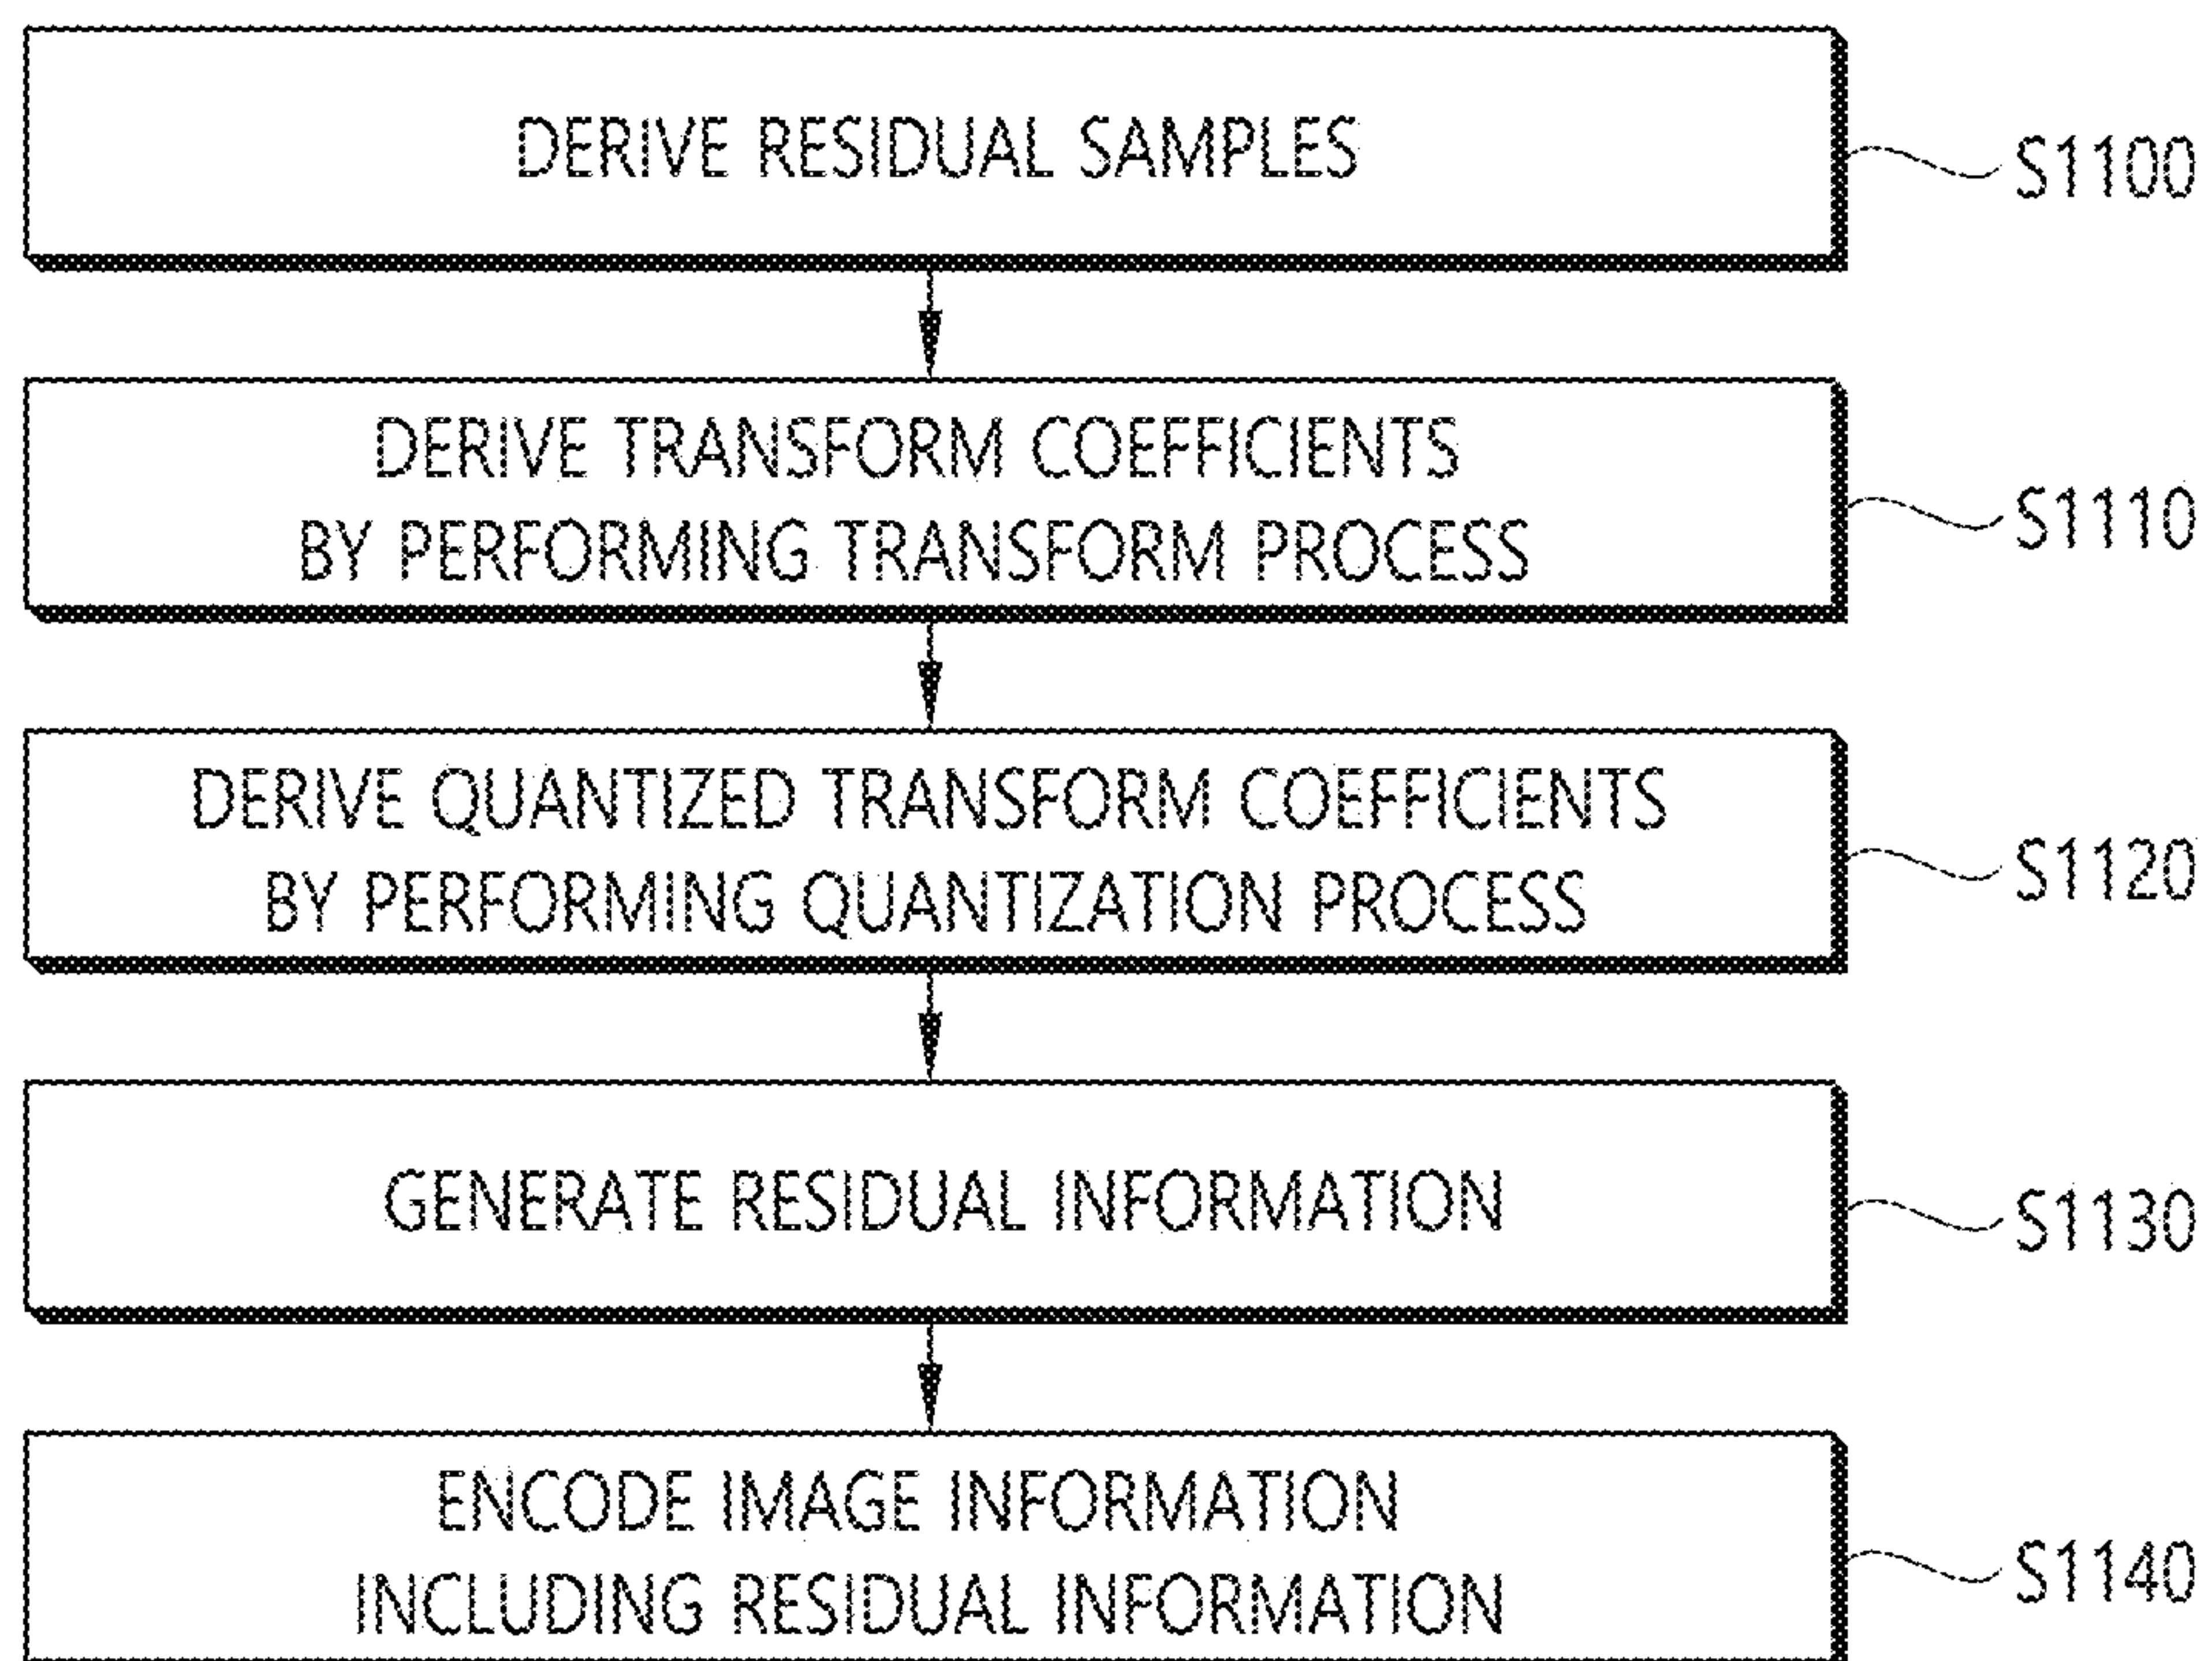 DERIVE RESIDUAL SAMPLES
S1100
DERIVE TRANSFORM COEFFICIENTS
BY PERFORMING TRANSFORM PROCESS
S1110
DERIVE QUANTIZED TRANSFORM COEFFICIENTS
BY PERFORMING QUANTIZATION PROCESS
S1120
GENERATE RESIDUAL INFORMATION
S1130
ENCODE IMAGE INFORMATION
INCLUDING RESIDUAL INFORMATION
S1140